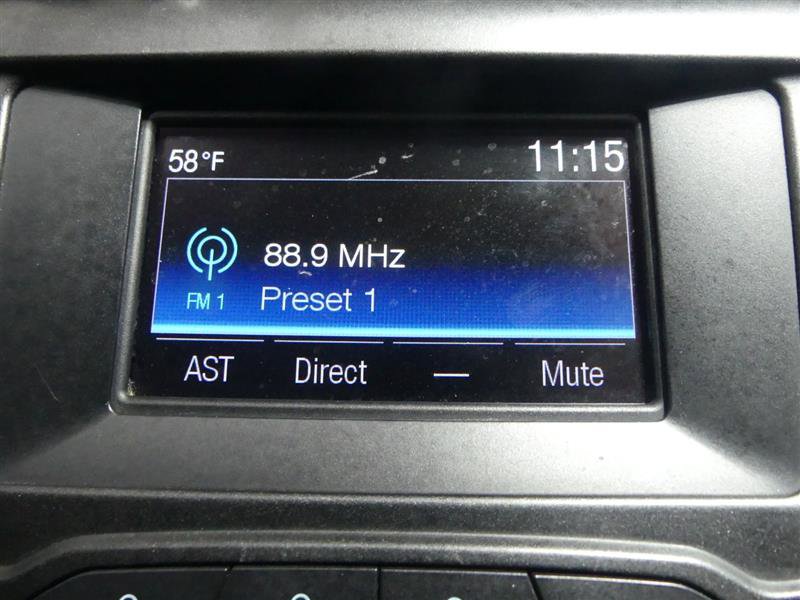 58°F 11:15
88.9 MHz
FM 1 Preset 1
AST Direct — Mute